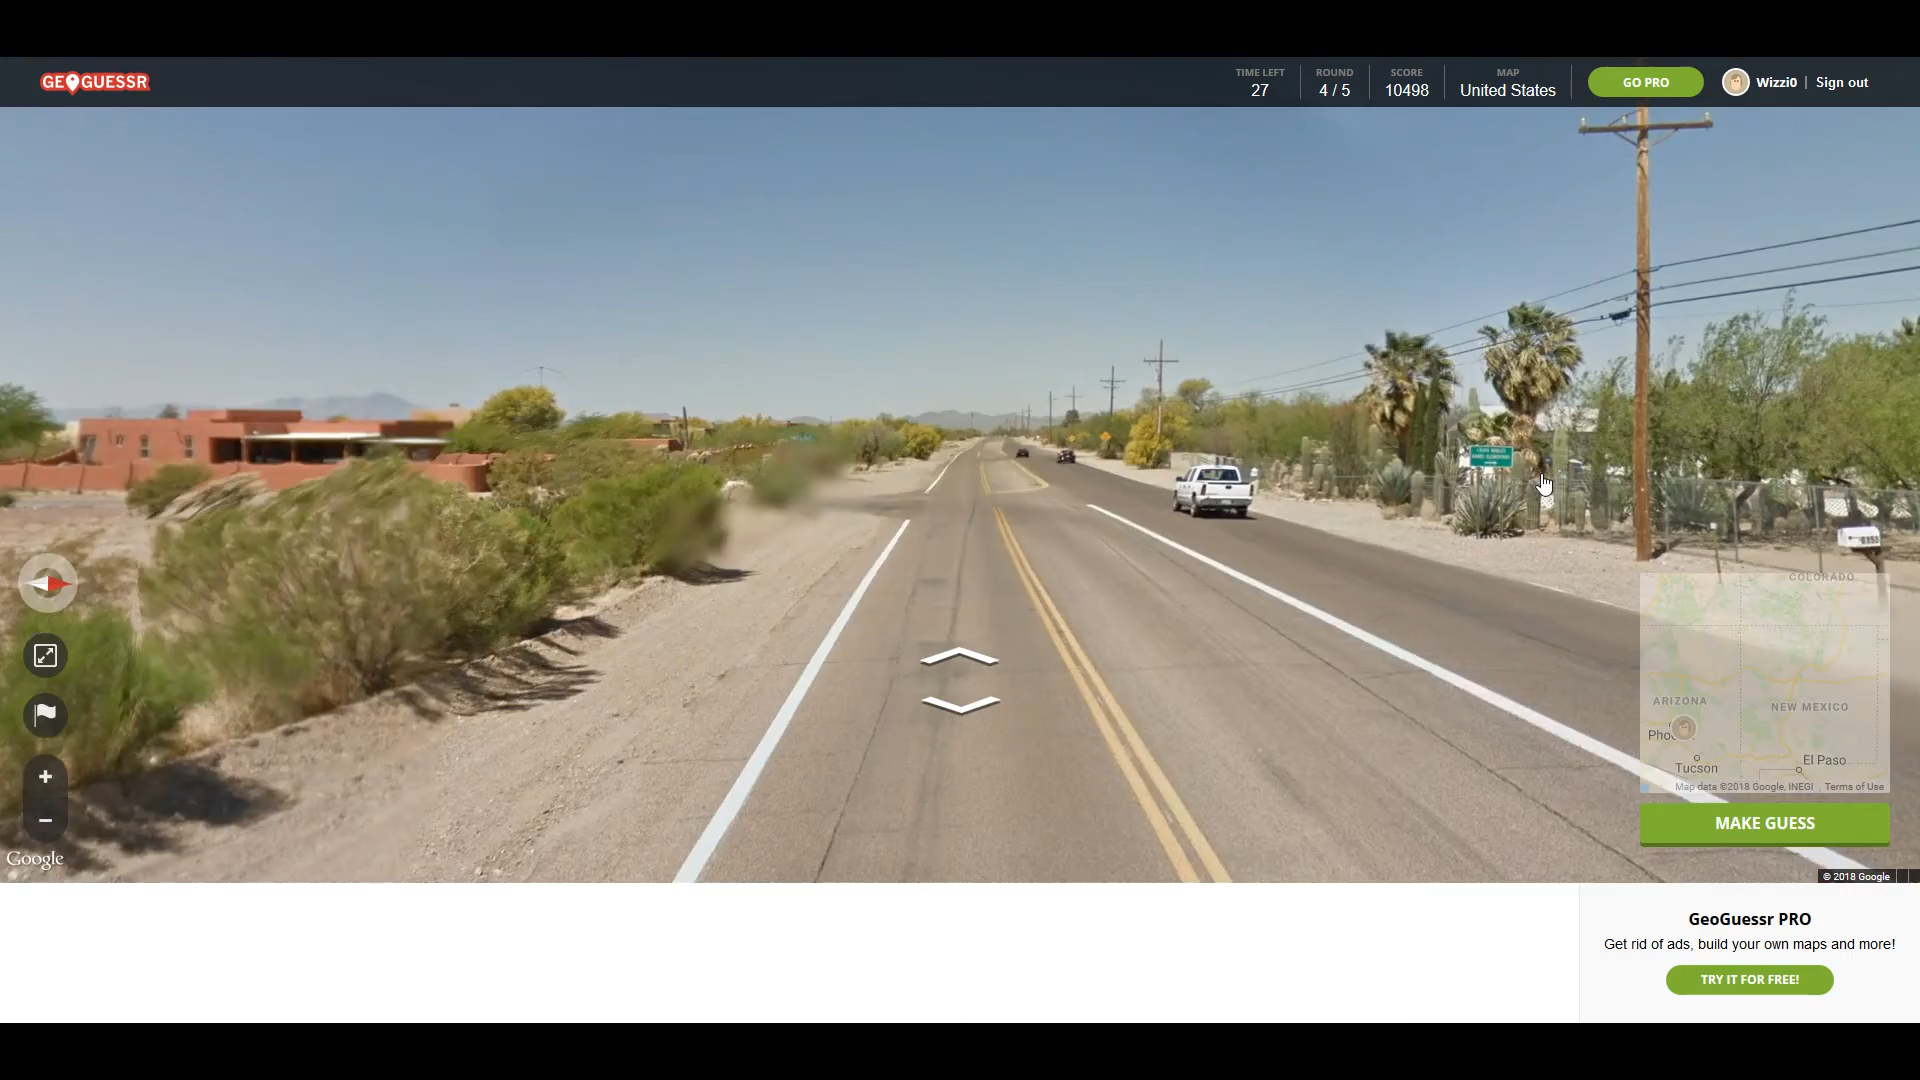 GEOGUESSR
TIME LEFT
27
ROUND
4 / 5
SCORE
10498
MAP
United States
GO PRO
Wizzi0 | Sign out
COLORADO
ARIZONA
NEW MEXICO
Pho
El Paso
Tucson
Map data ©2018 Google, INEGI
Terms of Use
MAKE GUESS
Google
© 2018 Google
GeoGuessr PRO
Get rid of ads, build your own maps and more!
TRY IT FOR FREE!